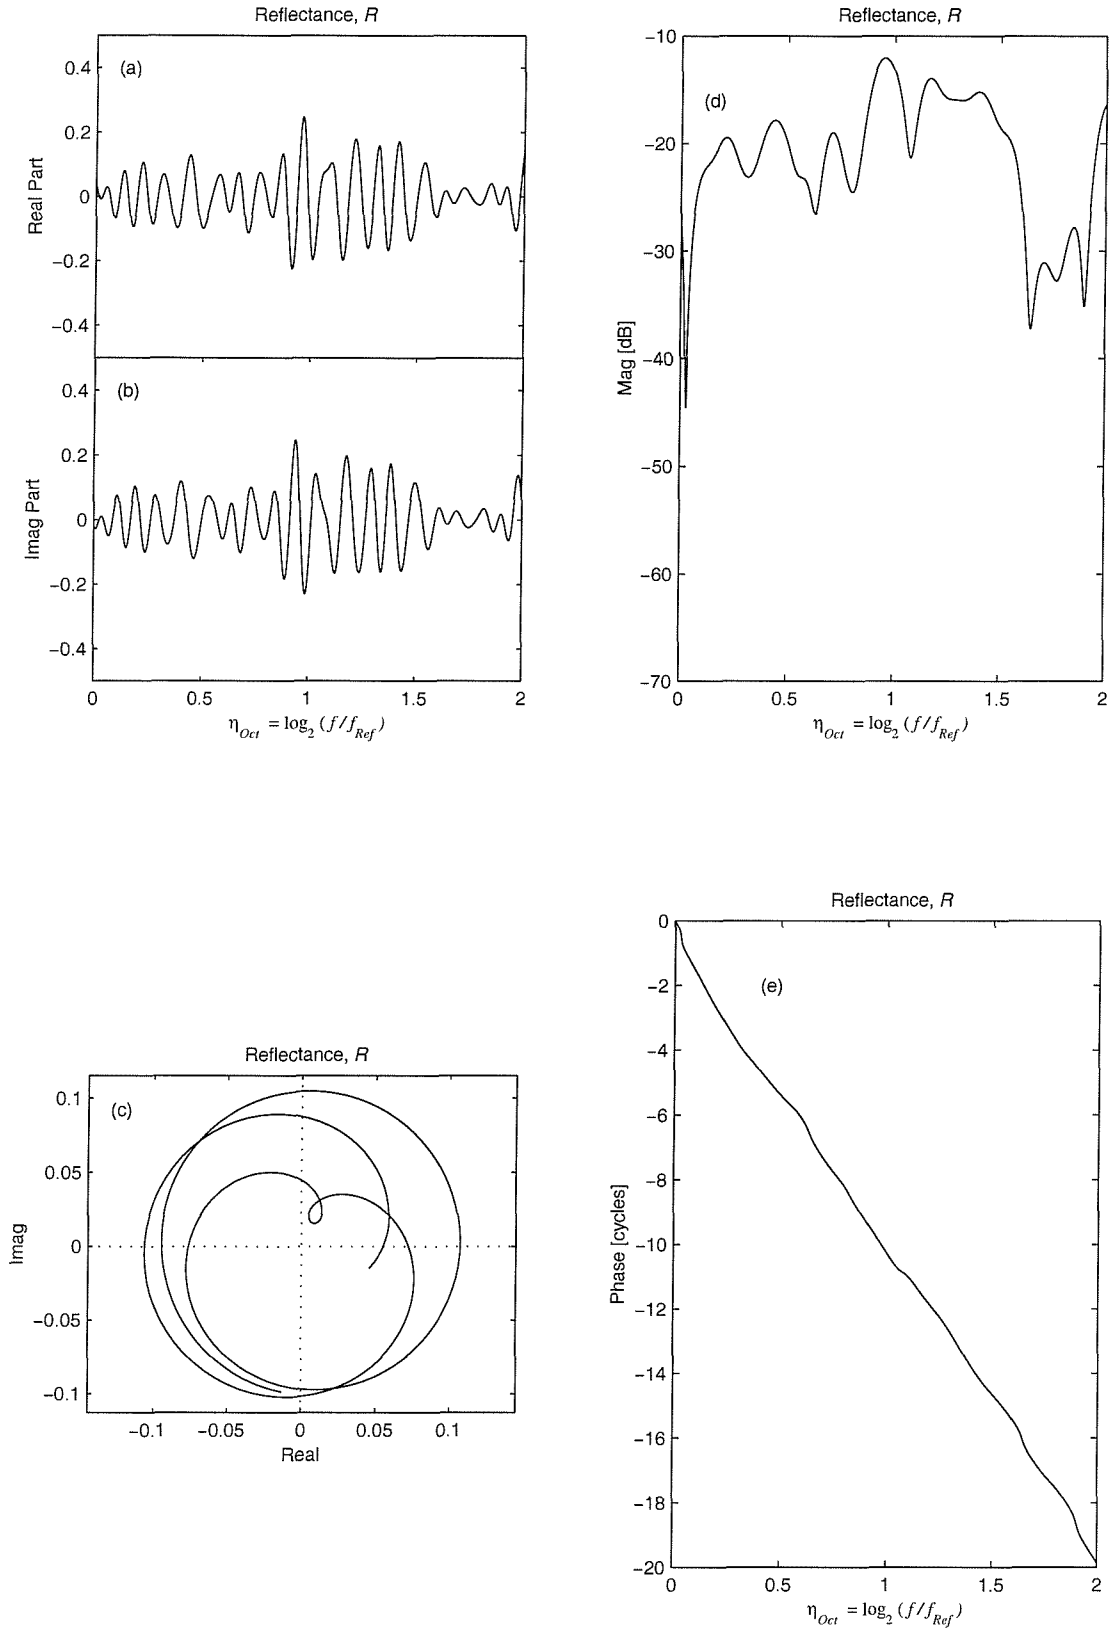 Reflectance, R
0.4
(a)
0.2
0
−0.2
−0.4
Real Part
0.4
(b)
0.2
0
−0.2
−0.4
Imag Part
0
0.5
1
1.5
2
η_Oct = log_2 (f/f_Ref)
Reflectance, R
−10
(d)
−20
−30
−40
−50
−60
−70
Mag [dB]
0
0.5
1
1.5
2
η_Oct = log_2 (f/f_Ref)
Reflectance, R
0.1
(c)
0.05
0
−0.05
−0.1
Imag
−0.1
−0.05
0
0.05
0.1
Real
Reflectance, R
0
−2
(e)
−4
−6
−8
−10
−12
−14
−16
−18
−20
Phase [cycles]
0
0.5
1
1.5
2
η_Oct = log_2 (f/f_Ref)